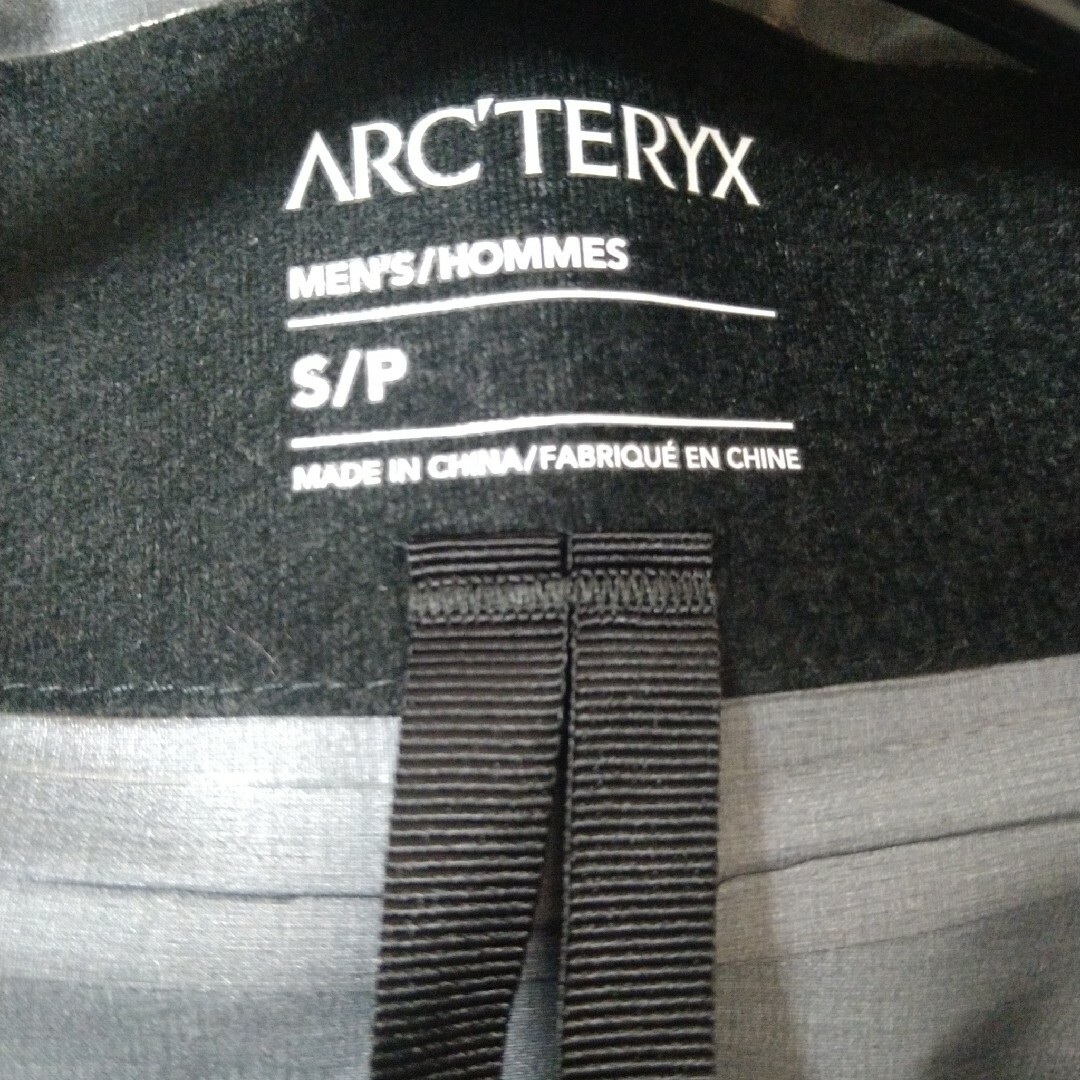 ARC'TERYX
MEN'S/HOMMES
S/P
MADE IN CHINA/FABRIQUÉ EN CHINE